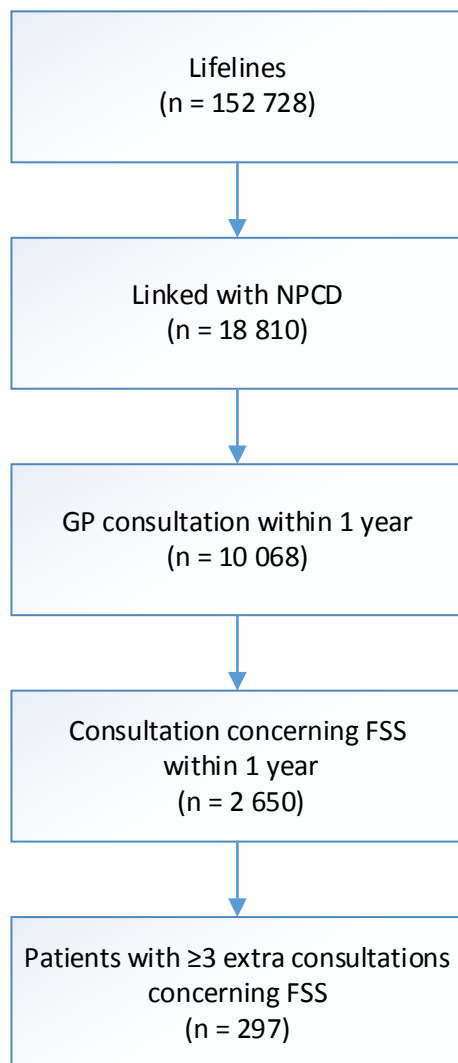 Lifelines
(n = 152 728)
Linked with NPCD
(n = 18 810)
GP consultation within 1 year
(n = 10 068)
Consultation concerning FSS
within 1 year
(n = 2 650)
Patients with ≥3 extra consultations
concerning FSS
(n = 297)